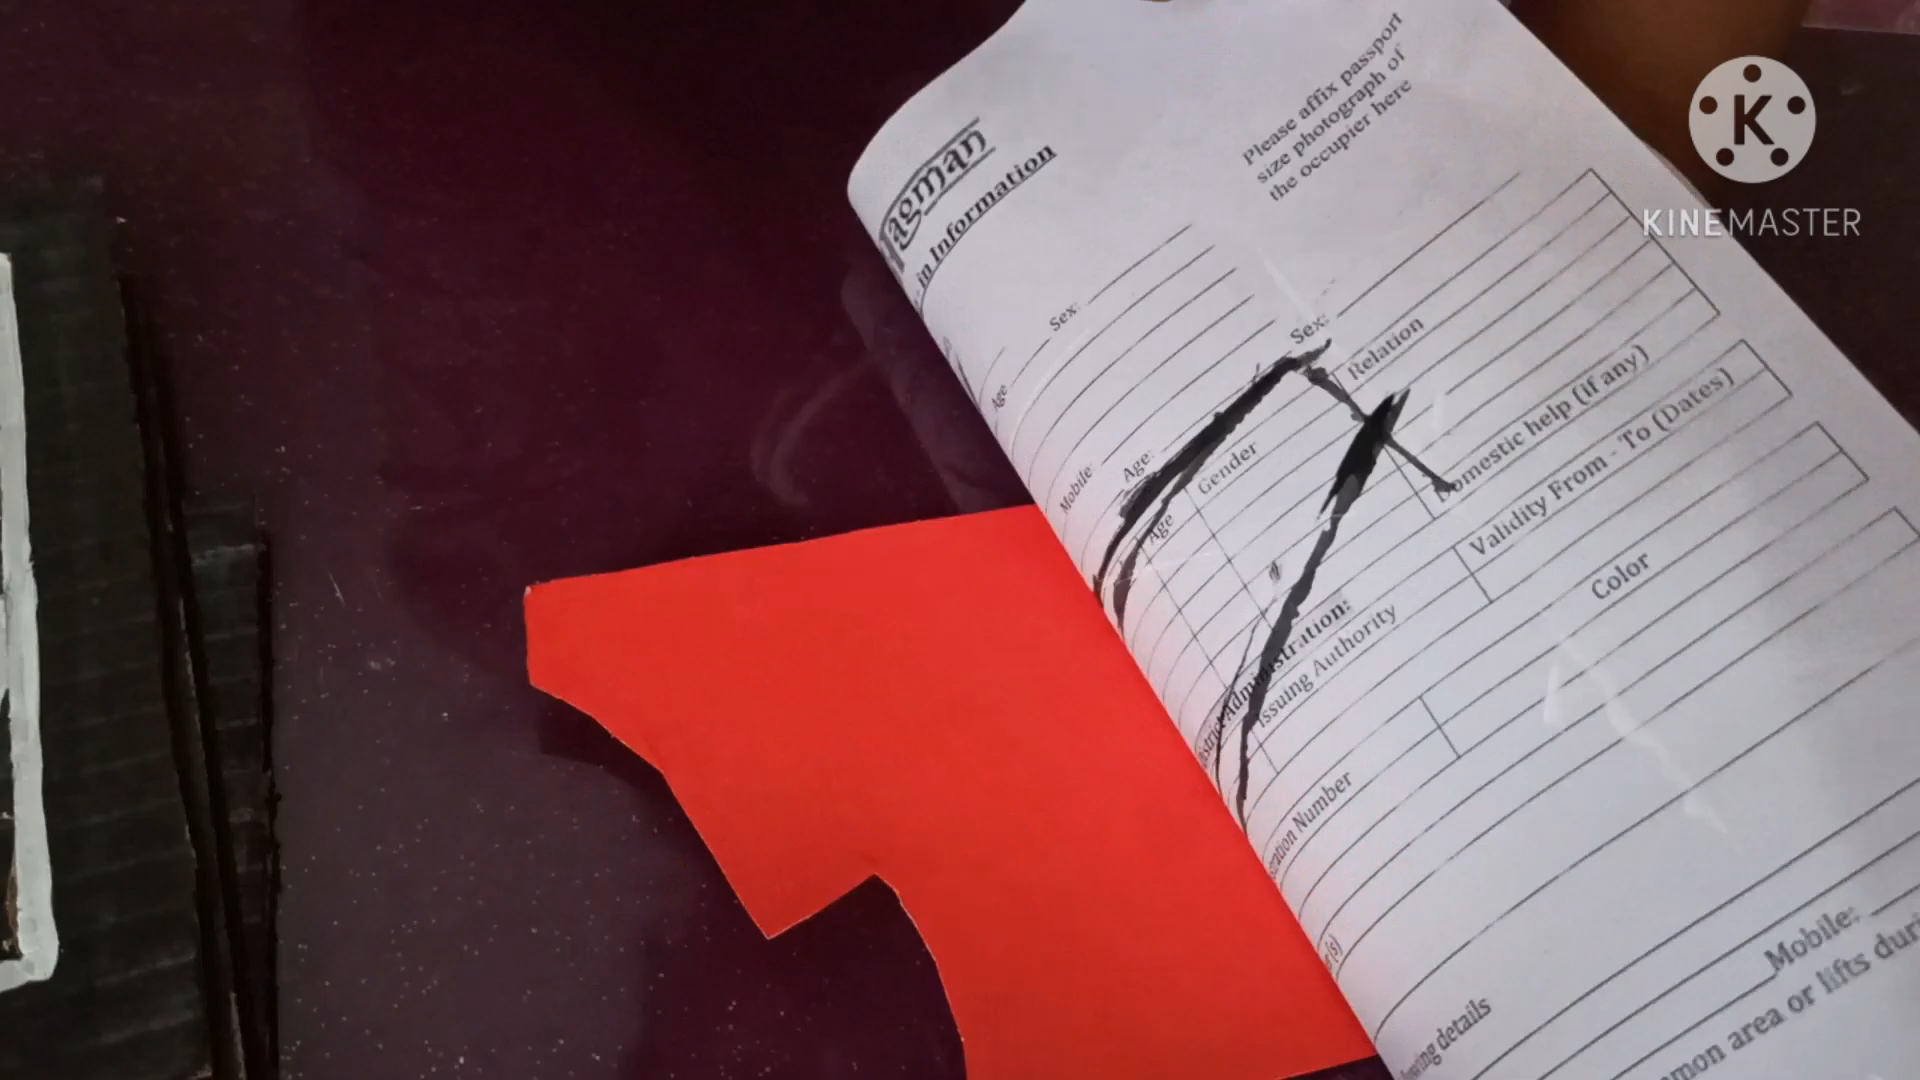 K
KINEMASTER
Please affix passport
size photograph of
the occupier here
in Information
Sex:
Age
Sex:
Relation
Mobile:
Age:
Gender
Domestic help (if any)
Age
Validity From - To (Dates)
Administration:
Issuing Authority
Color
Number
(s)
Mobile:
details
area or lifts